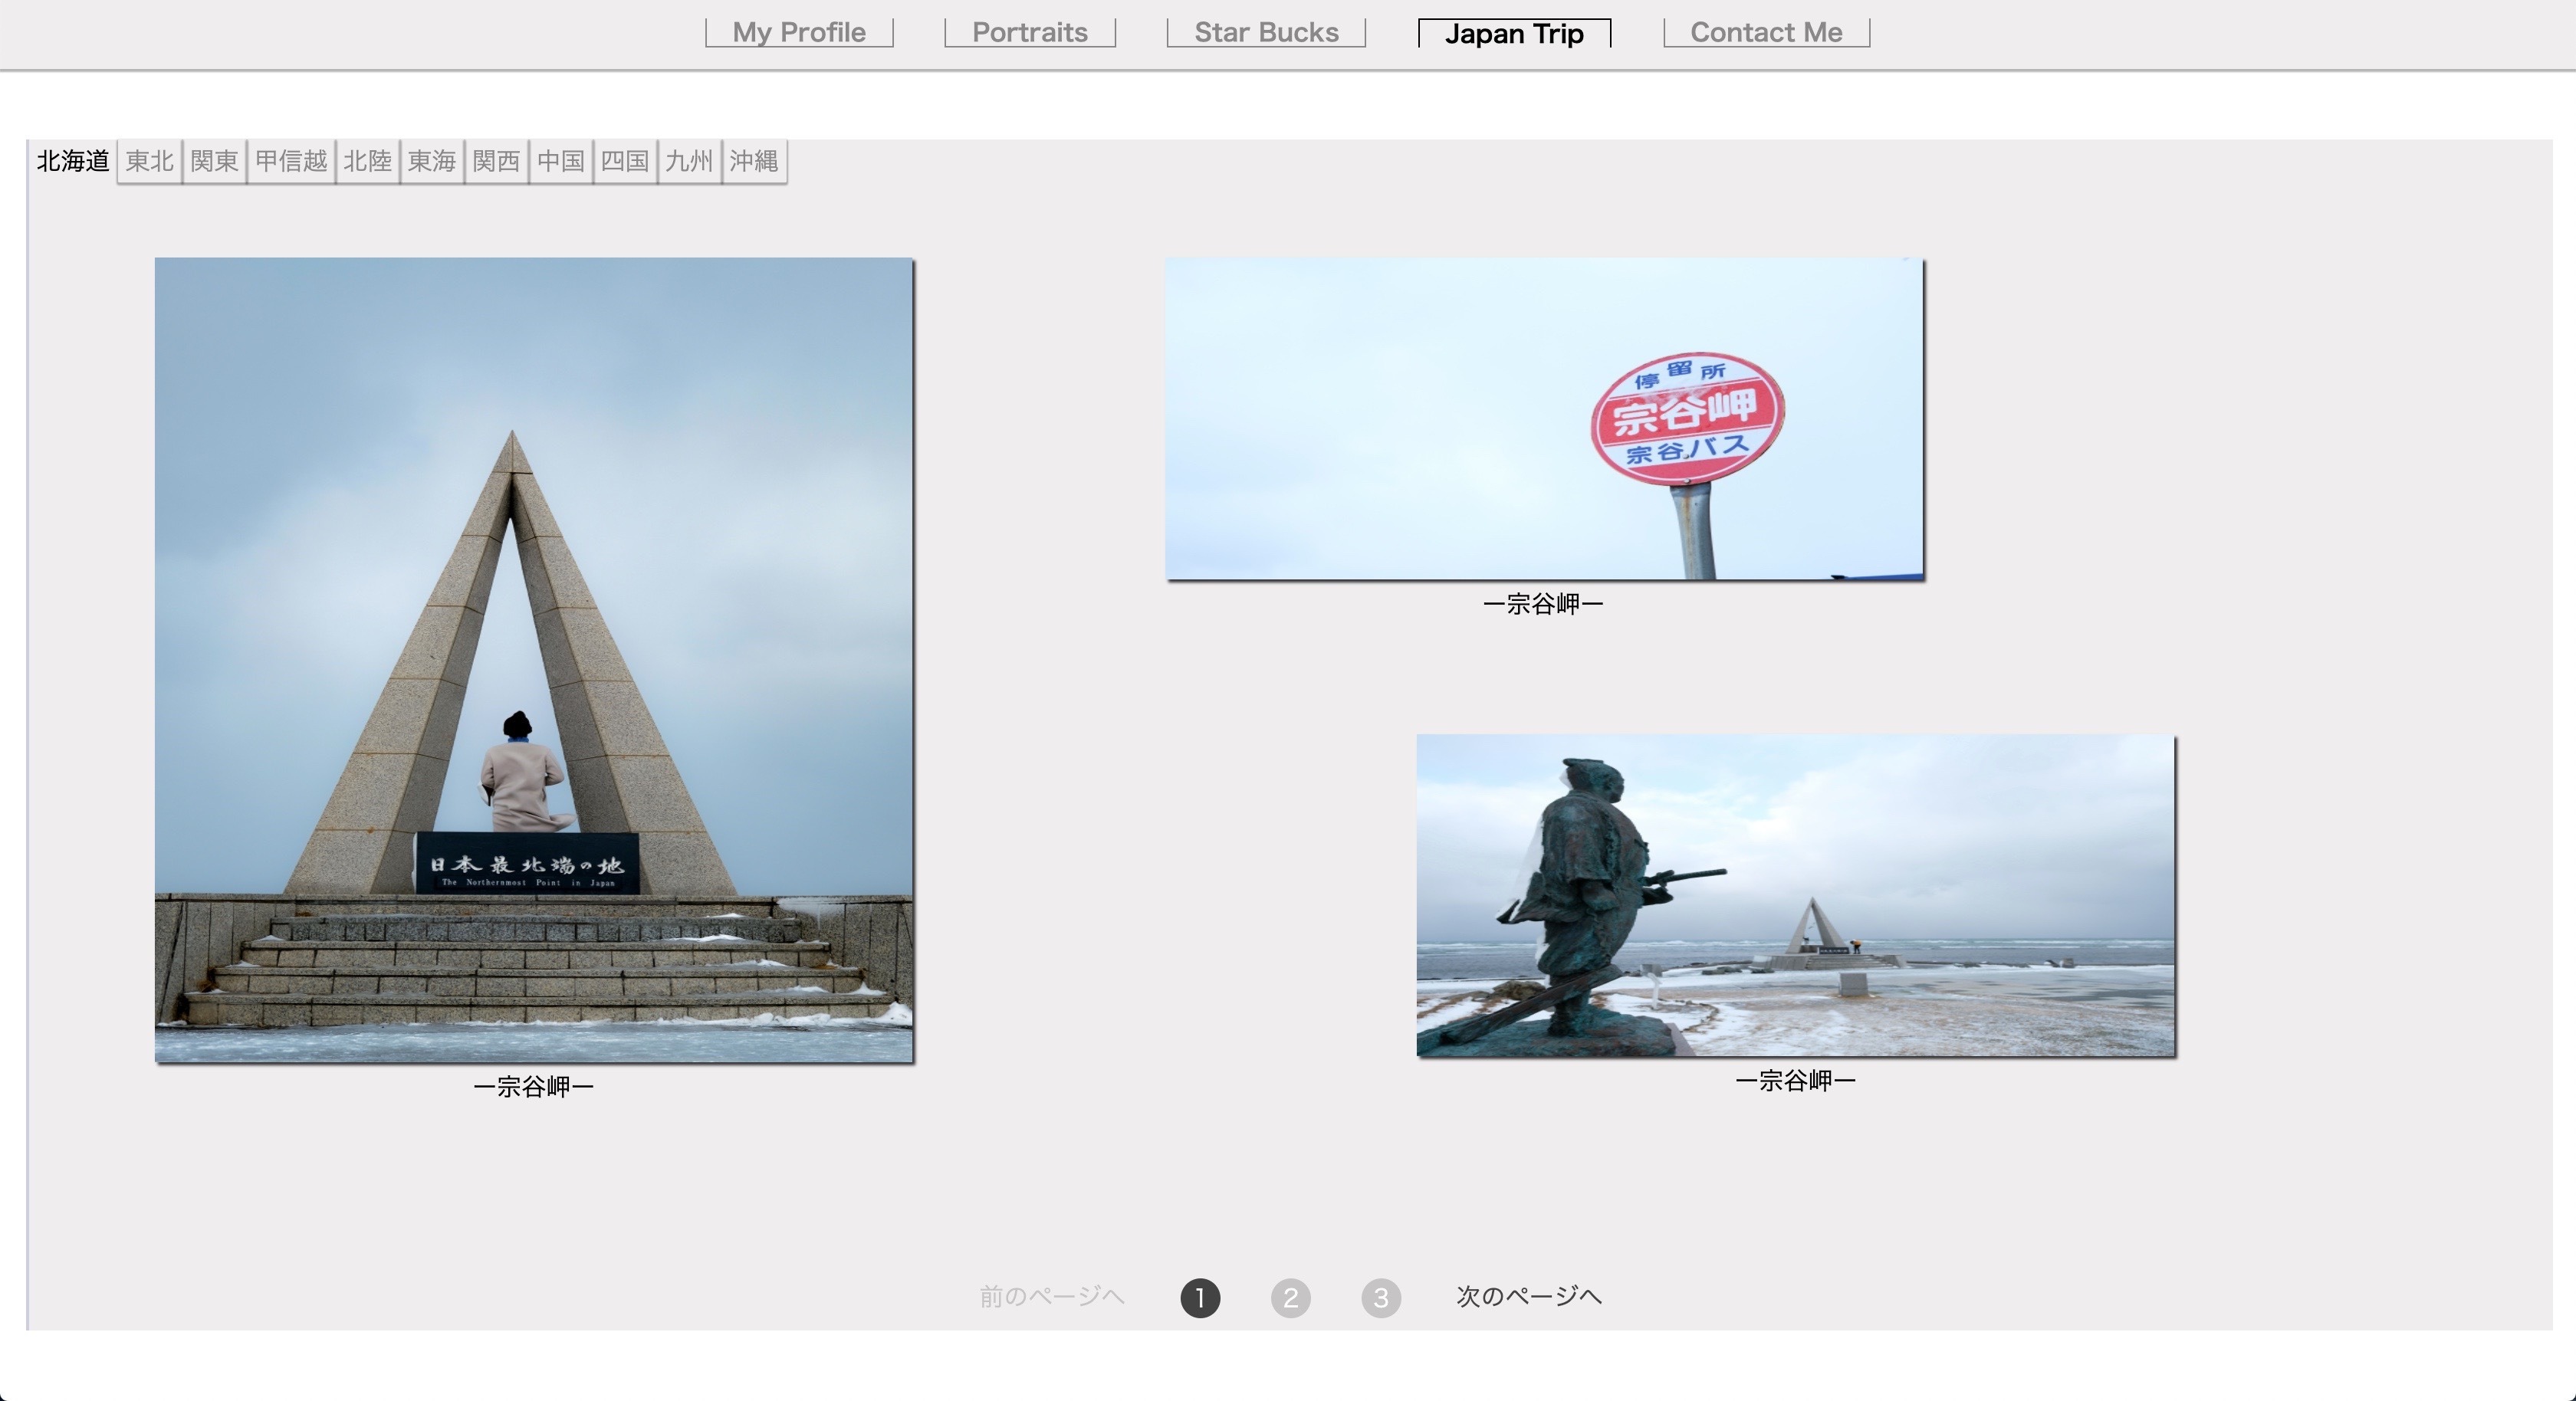 My Profile
Portraits
Star Bucks
Japan Trip
Contact Me
北海道
東北
関東
甲信越
北陸
東海
関西
中国
四国
九州
沖縄
日本最北端の地
The Northernmost Point in Japan
ー宗谷岬ー
停留所
宗谷岬
宗谷バス
ー宗谷岬ー
ー宗谷岬ー
前のページへ
1
2
3
次のページへ